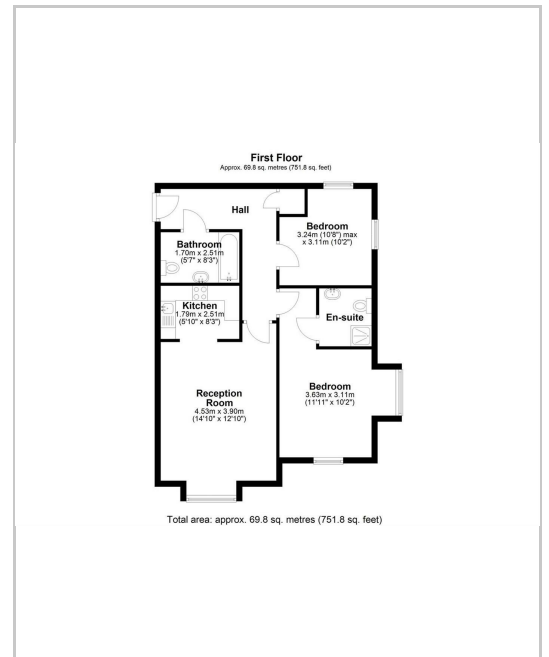 First Floor
Approx. 69.8 sq. metres (751.8 sq. feet)
Hall
Bedroom
3.24m (10'8") max
x 3.11m (10'2")
Bathroom
1.70m x 2.51m
(5'7" x 8'3")
Kitchen
1.79m x 2.51m
(5'10" x 8'3")
En-suite
Reception
Room
4.53m x 3.90m
(14'10" x 12'10")
Bedroom
3.63m x 3.11m
(11'11" x 10'2")
Total area: approx. 69.8 sq. metres (751.8 sq. feet)